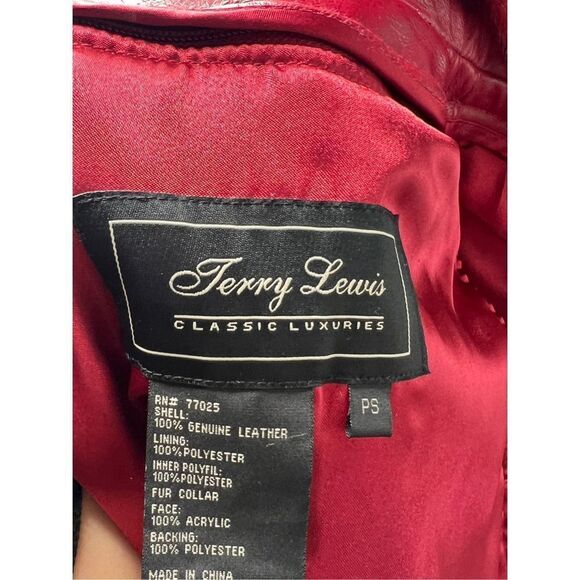 Terry Lewis
CLASSIC LUXURIES
PS
RN# 77025
SHELL:
100% GENUINE LEATHER
LINING:
100%POLYESTER
INNER POLYFIL:
100%POLYESTER
FUR COLLAR
FACE:
100% ACRYLIC
BACKING:
100% POLYESTER
MADE IN CHINA